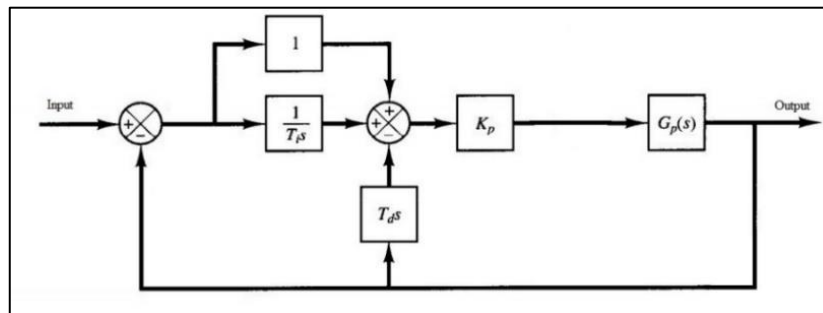 1
Input
Output
+
+
+
1
T_i s
K_p
G_p(s)
−
−
T_d s